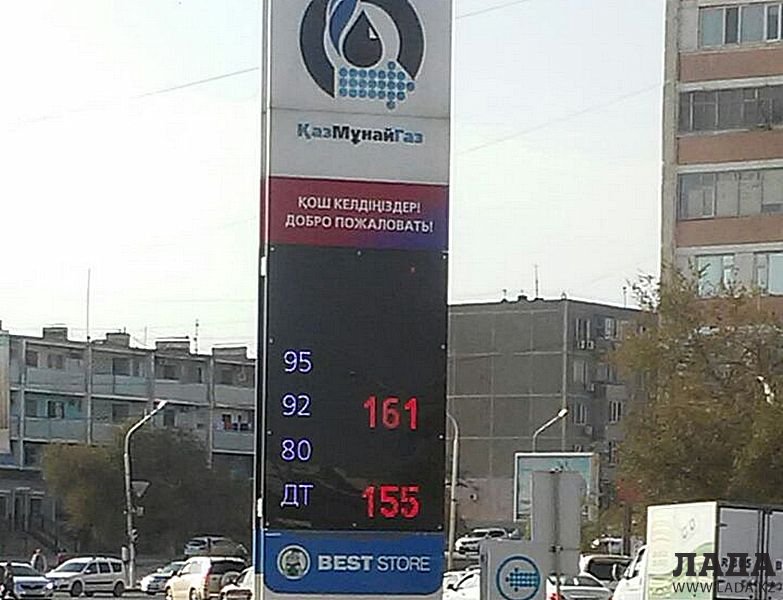 ҚазМұнайГаз
ҚОШ КЕЛДІҢІЗДЕР!
ДОБРО ПОЖАЛОВАТЬ!
95
92 161
80
ДТ 155
BEST STORE
ЛАДА
WWW.LADA.KZ